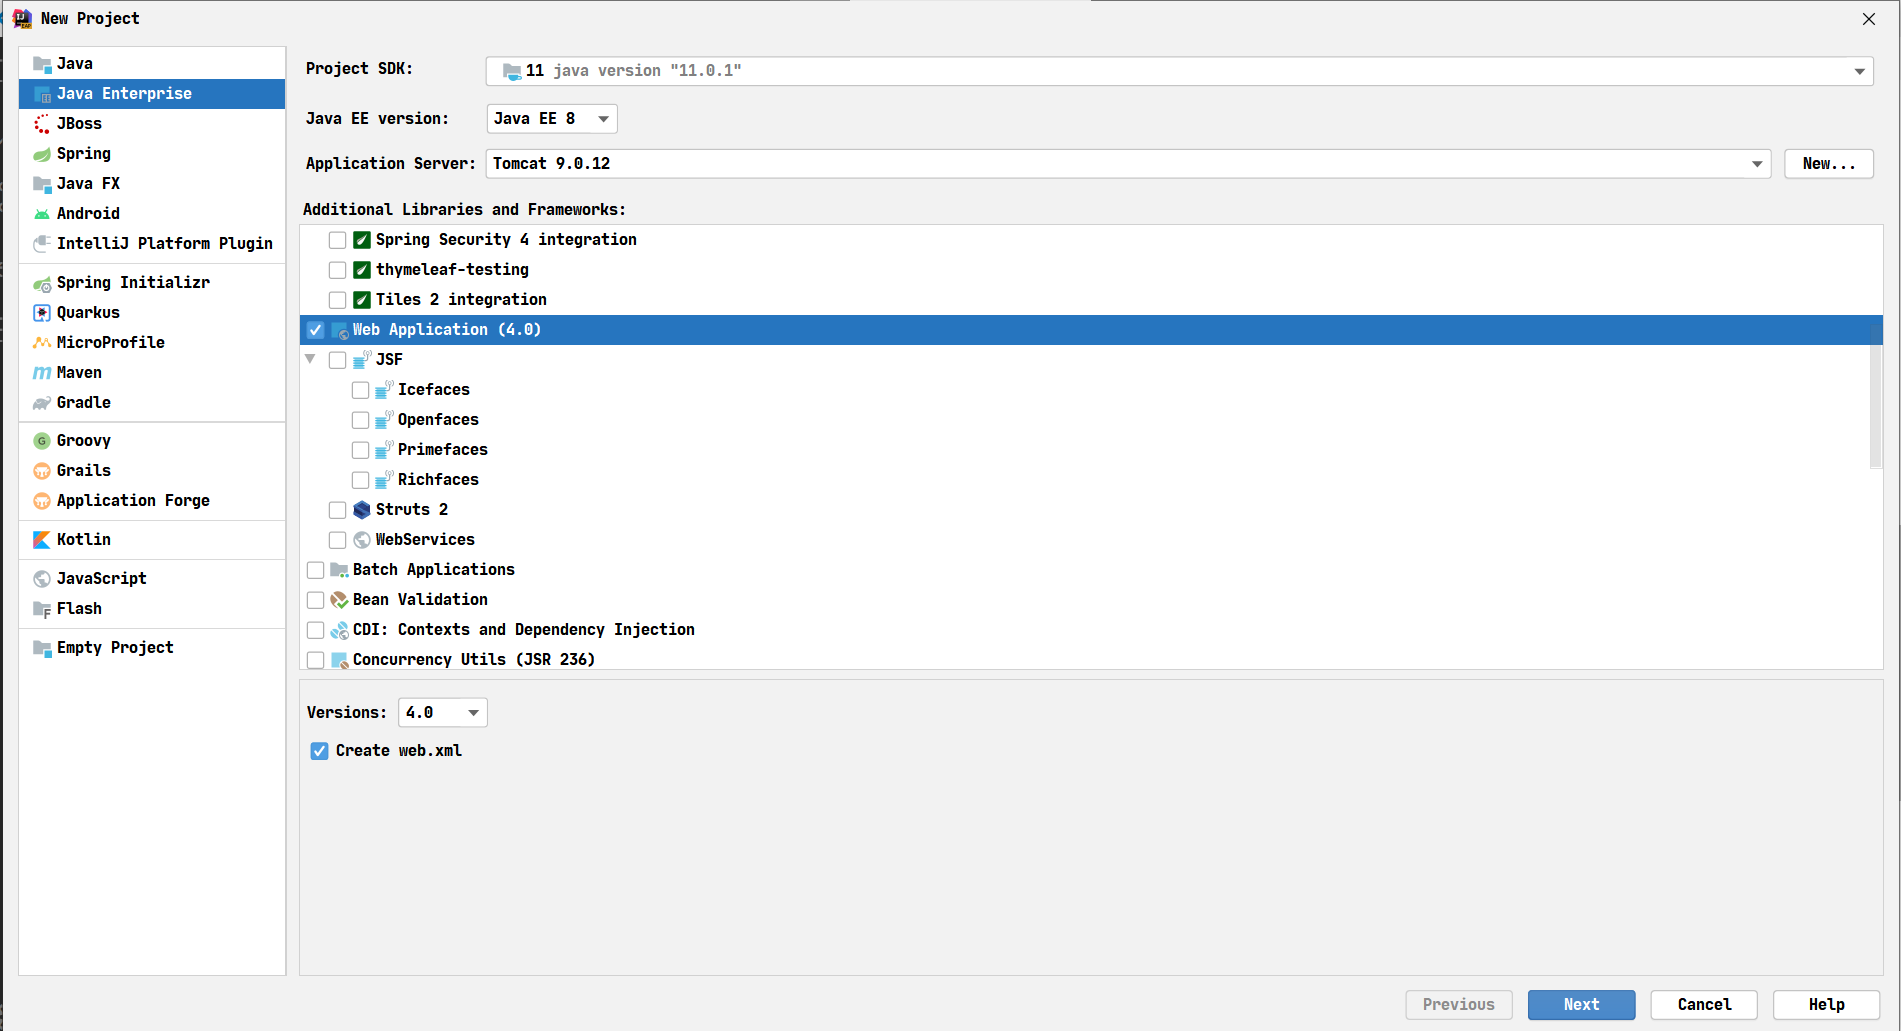 New Project
Java
Java Enterprise
JBoss
Spring
Java FX
Android
IntelliJ Platform Plugin
Spring Initializr
Quarkus
MicroProfile
Maven
Gradle
Groovy
Grails
Application Forge
Kotlin
JavaScript
Flash
Empty Project
Project SDK: 11 java version "11.0.1"
Java EE version: Java EE 8
Application Server: Tomcat 9.0.12 New...
Additional Libraries and Frameworks:
Spring Security 4 integration
thymeleaf-testing
Tiles 2 integration
Web Application (4.0)
JSF
Icefaces
Openfaces
Primefaces
Richfaces
Struts 2
WebServices
Batch Applications
Bean Validation
CDI: Contexts and Dependency Injection
Concurrency Utils (JSR 236)
Versions: 4.0
Create web.xml
Previous Next Cancel Help